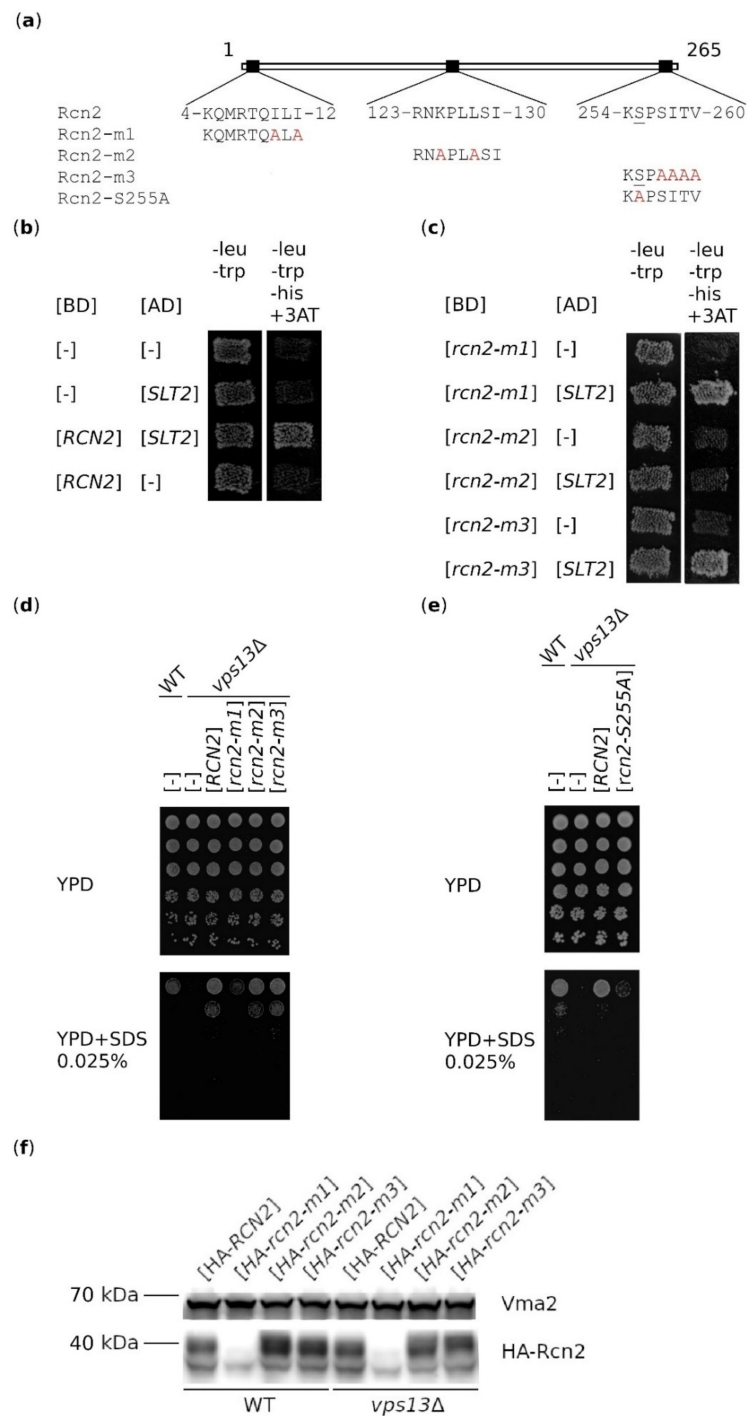 (a)
1 265
Rcn2 4-KQMRTQILI-12 123-RNKPLLSI-130 254-KSPSITV-260
Rcn2-m1 KQMRTQALA
Rcn2-m2 RNAPLASI
Rcn2-m3 KSPAAAA
Rcn2-S255A KAPSITV
(b)
-leu -leu
-trp -trp
-his
[BD] [AD] +3AT
[-] [-]
[-] [SLT2]
[RCN2] [SLT2]
[RCN2] [-]
(c)
-leu -leu
-trp -trp
-his
[BD] [AD] +3AT
[rcn2-m1] [-]
[rcn2-m1] [SLT2]
[rcn2-m2] [-]
[rcn2-m2] [SLT2]
[rcn2-m3] [-]
[rcn2-m3] [SLT2]
(d)
WT vps13Δ
[-] [-] [RCN2] [rcn2-m1] [rcn2-m2] [rcn2-m3]
YPD
YPD+SDS
0.025%
(e)
WT vps13Δ
[-] [-] [RCN2] [rcn2-S255A]
YPD
YPD+SDS
0.025%
(f)
[HA-RCN2] [HA-rcn2-m1] [HA-rcn2-m2] [HA-rcn2-m3] [HA-RCN2] [HA-rcn2-m1] [HA-rcn2-m2] [HA-rcn2-m3]
70 kDa Vma2
40 kDa HA-Rcn2
WT vps13Δ